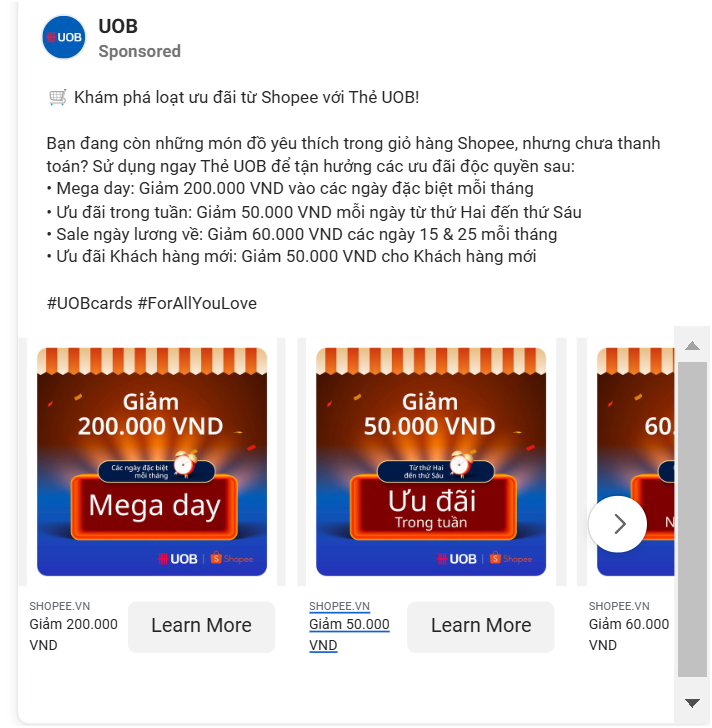 UOB
UOB
Sponsored
🛒 Khám phá loạt ưu đãi từ Shopee với Thẻ UOB!
Bạn đang còn những món đồ yêu thích trong giỏ hàng Shopee, nhưng chưa thanh
toán? Sử dụng ngay Thẻ UOB để tận hưởng các ưu đãi độc quyền sau:
• Mega day: Giảm 200.000 VND vào các ngày đặc biệt mỗi tháng
• Ưu đãi trong tuần: Giảm 50.000 VND mỗi ngày từ thứ Hai đến thứ Sáu
• Sale ngày lương về: Giảm 60.000 VND các ngày 15 & 25 mỗi tháng
• Ưu đãi Khách hàng mới: Giảm 50.000 VND cho Khách hàng mới
#UOBcards #ForAllYouLove
Giảm
200.000 VND
Các ngày đặc biệt
mỗi tháng
Mega day
UOB | Shopee
SHOPEE.VN
Giảm 200.000
VND
Learn More
Giảm
50.000 VND
Từ thứ Hai
đến thứ Sáu
Ưu đãi
Trong tuần
UOB | Shopee
SHOPEE.VN
Giảm 50.000
VND
Learn More
60.
N
SHOPEE.VN
Giảm 60.000
VND